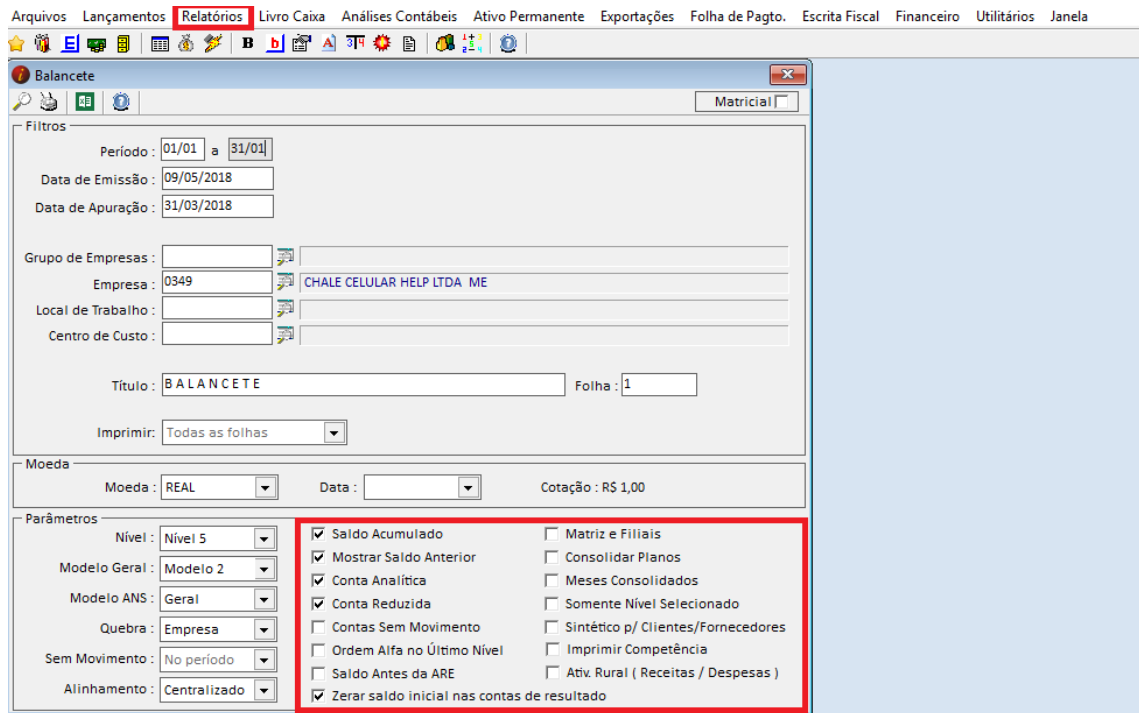 Arquivos Lançamentos Relatórios Livro Caixa Análises Contábeis Ativo Permanente Exportações Folha de Pagto. Escrita Fiscal Financeiro Utilitários Janela
Balancete
Matricial
Filtros
Período : 01/01 a 31/01
Data de Emissão : 09/05/2018
Data de Apuração : 31/03/2018
Grupo de Empresas :
Empresa : 0349 CHALE CELULAR HELP LTDA ME
Local de Trabalho :
Centro de Custo :
Título : B A L A N C E T E Folha : 1
Imprimir: Todas as folhas
Moeda
Moeda : REAL Data : Cotação : R$ 1,00
Parâmetros
Nível : Nível 5
Modelo Geral : Modelo 2
Modelo ANS : Geral
Quebra : Empresa
Sem Movimento : No período
Alinhamento : Centralizado
Saldo Acumulado
Mostrar Saldo Anterior
Conta Analítica
Conta Reduzida
Contas Sem Movimento
Ordem Alfa no Último Nível
Saldo Antes da ARE
Zerar saldo inicial nas contas de resultado
Matriz e Filiais
Consolidar Planos
Meses Consolidados
Somente Nível Selecionado
Sintético p/ Clientes/Fornecedores
Imprimir Competência
Ativ. Rural ( Receitas / Despesas )